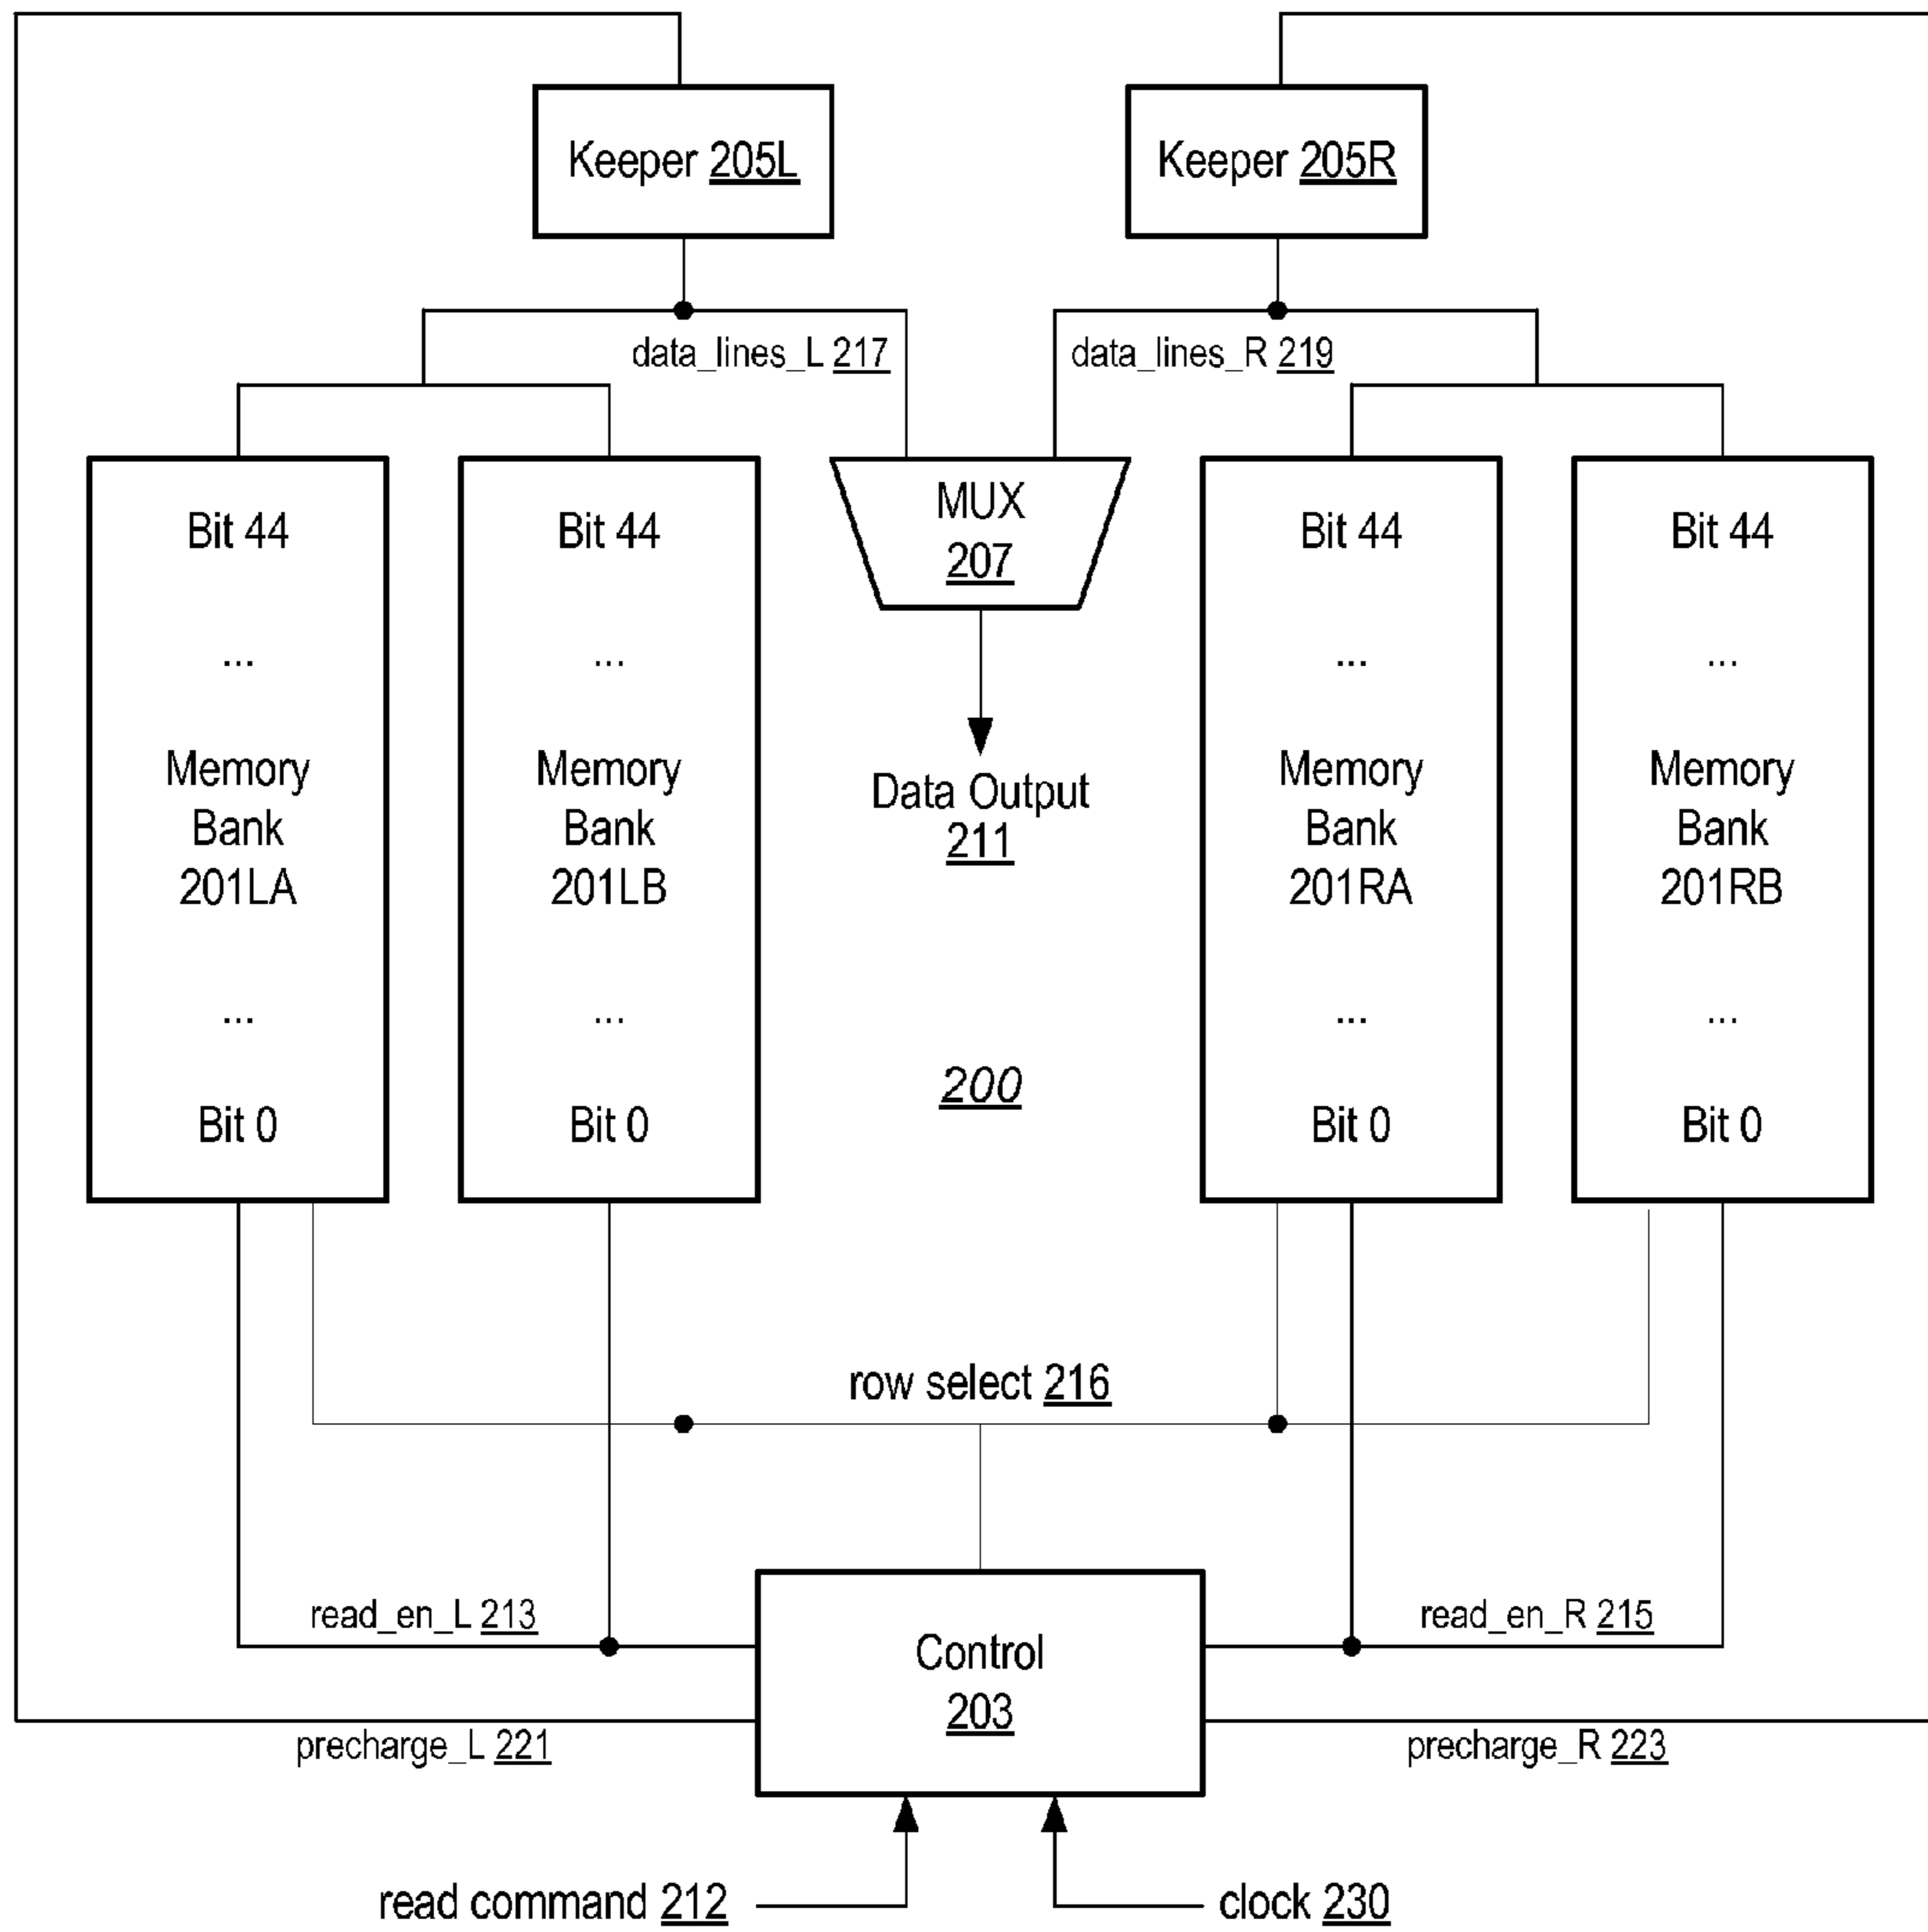 Keeper 205L
Keeper 205R
data_lines_L 217
data_lines_R 219
Bit 44
...
Memory
Bank
201LA
...
Bit 0
Bit 44
...
Memory
Bank
201LB
...
Bit 0
MUX
207
Data Output
211
200
Bit 44
...
Memory
Bank
201RA
...
Bit 0
Bit 44
...
Memory
Bank
201RB
...
Bit 0
row select 216
read_en_L 213
read_en_R 215
Control
203
precharge_L 221
precharge_R 223
read command 212
clock 230